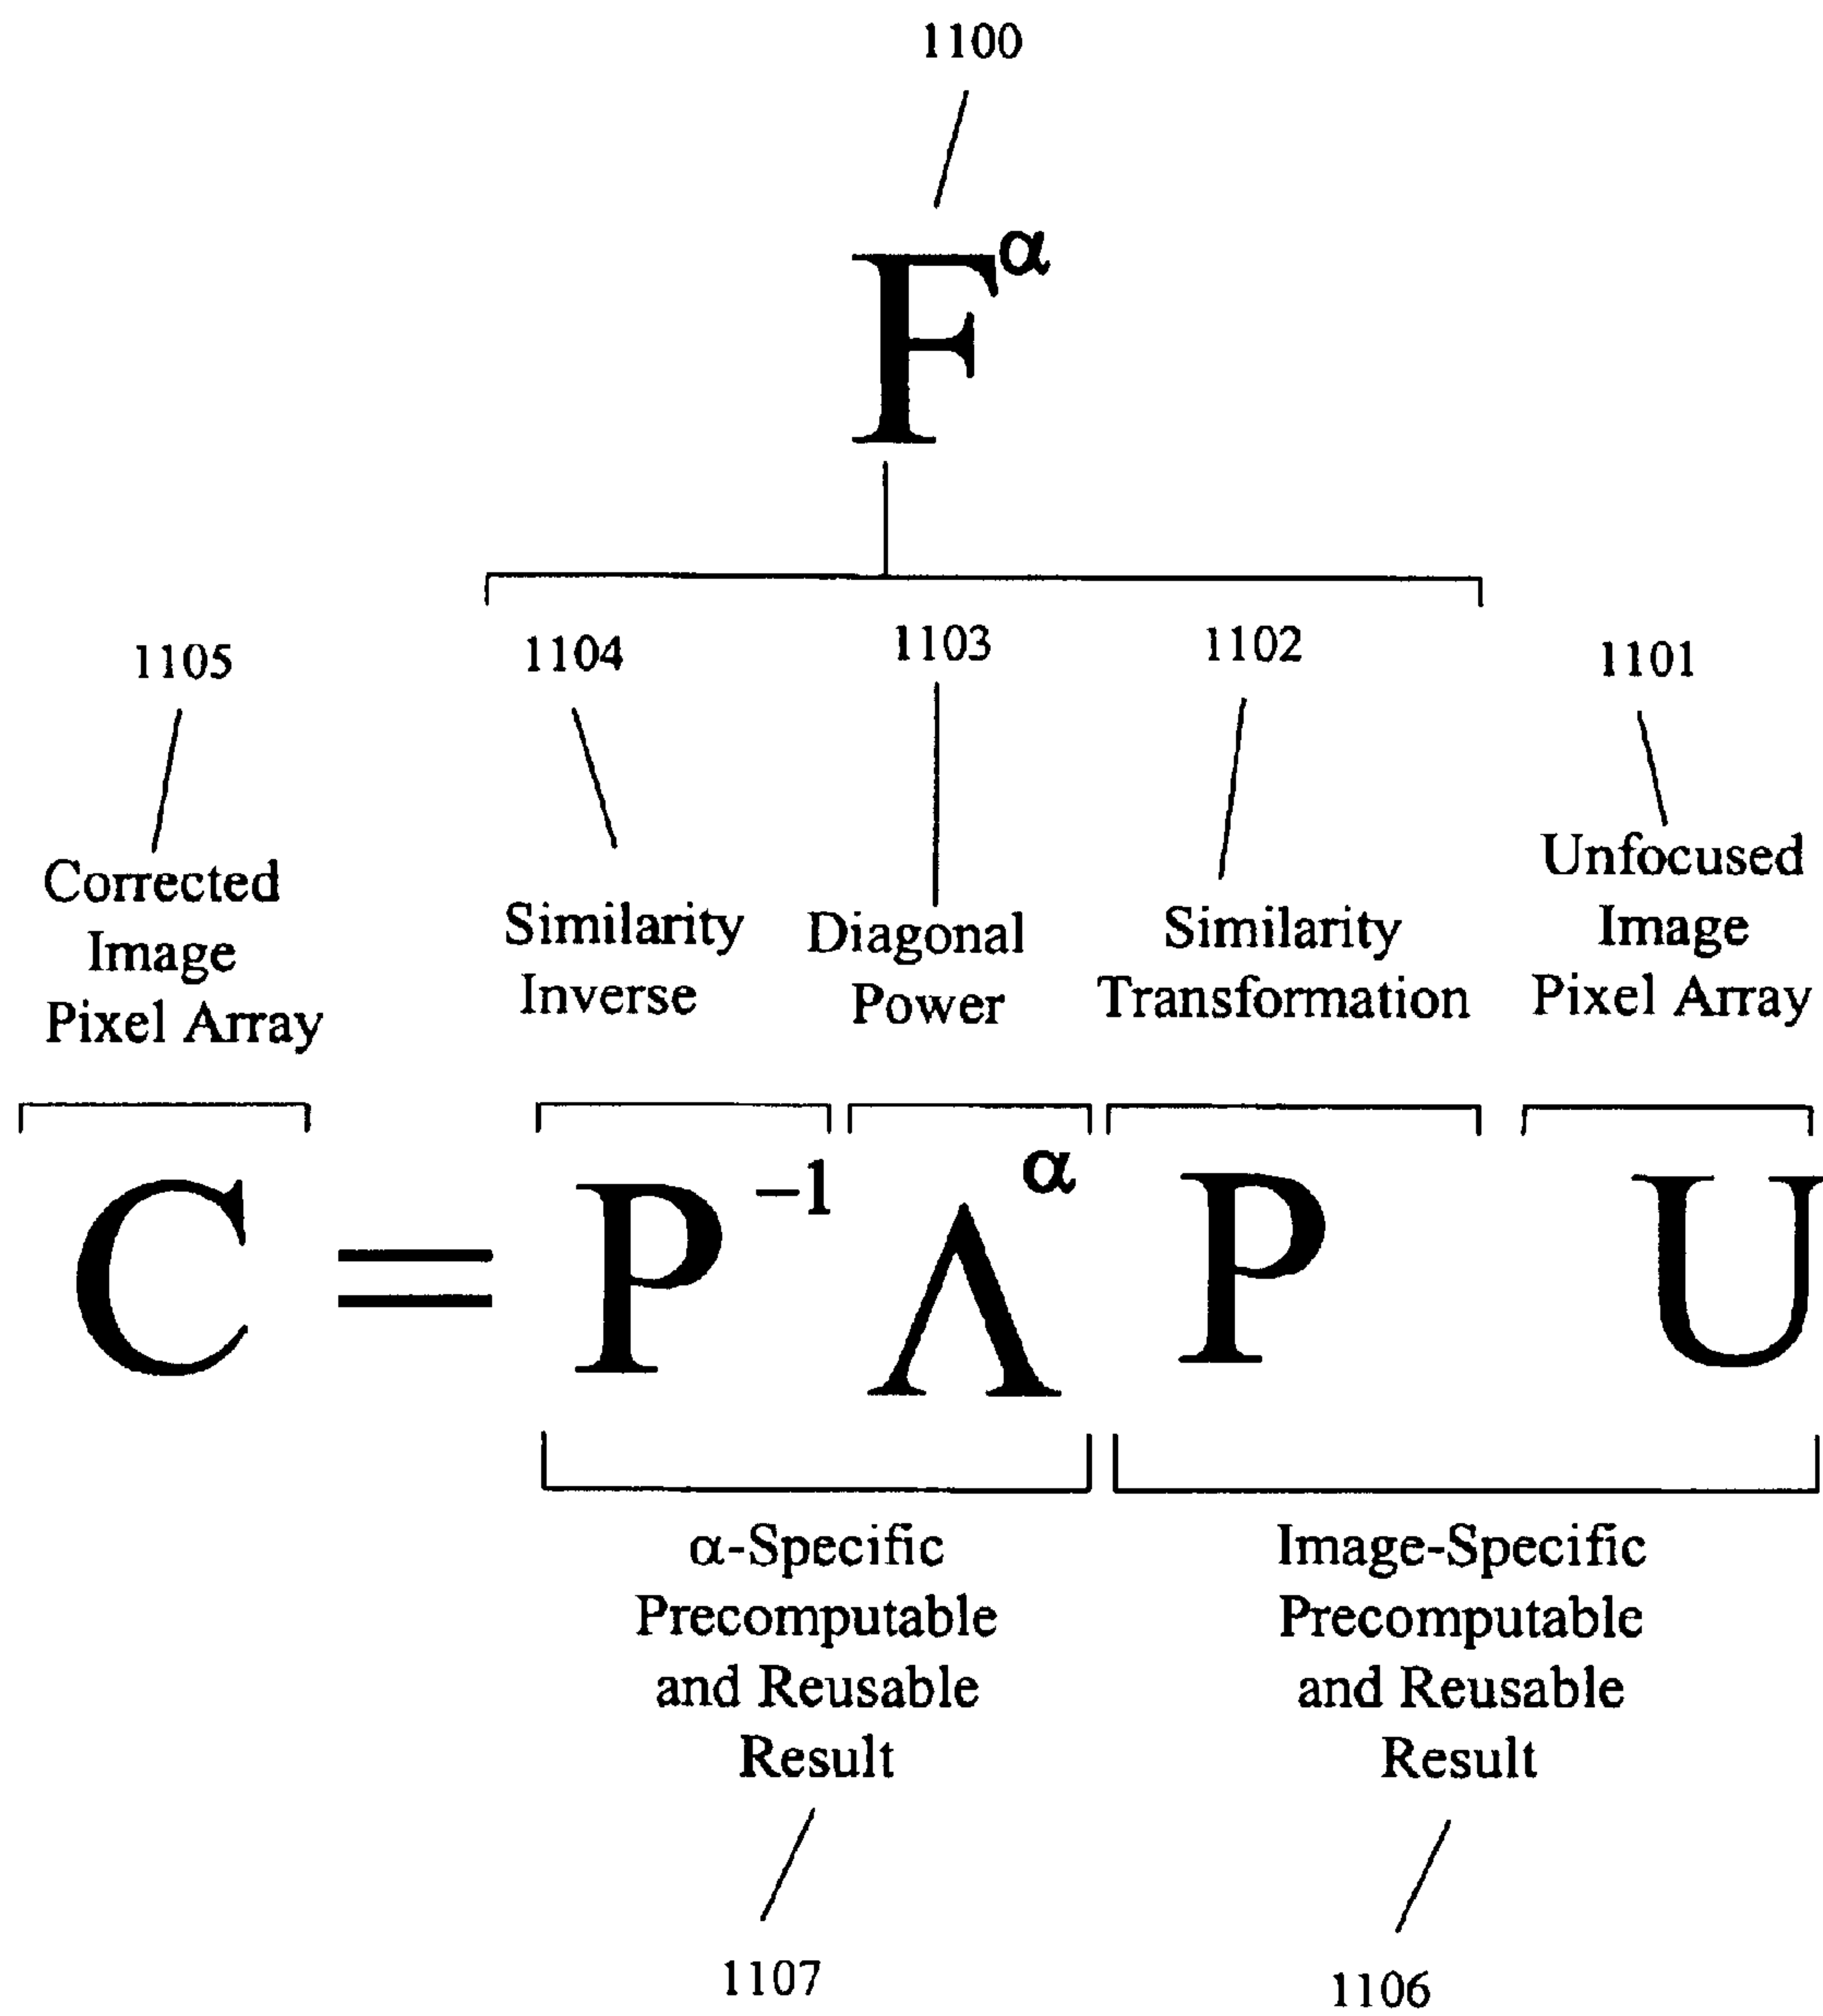 1100
F^α
1105 1104 1103 1102 1101
Corrected
Image
Pixel Array
Similarity
Inverse
Diagonal
Power
Similarity
Transformation
Unfocused
Image
Pixel Array
C = P^−1 Λ^α P U
α-Specific
Precomputable
and Reusable
Result
Image-Specific
Precomputable
and Reusable
Result
1107 1106